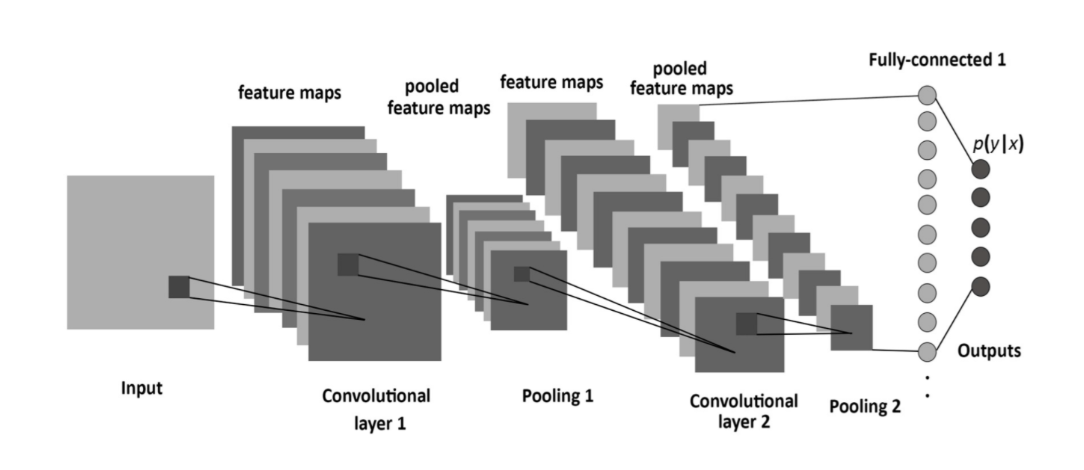 Fully-connected 1
pooled
feature maps
feature maps
pooled
feature maps
feature maps
p(y|x)
Input
Convolutional
layer 1
Pooling 1
Convolutional
layer 2
Pooling 2
Outputs